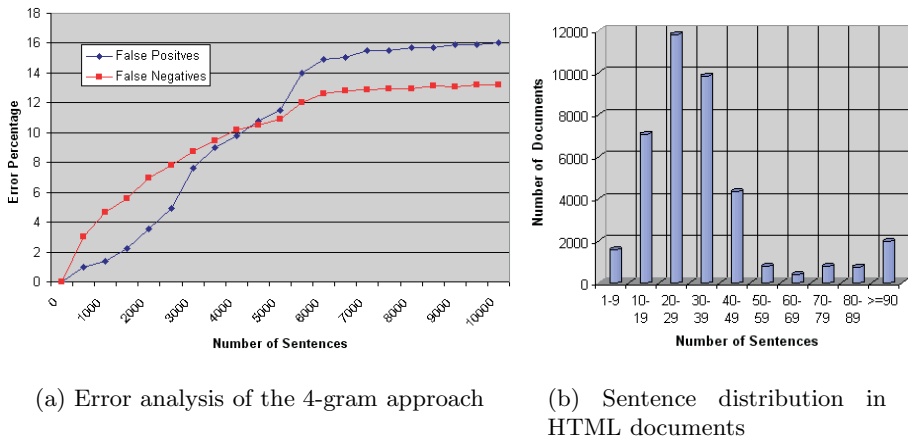 18
16
14
12
10
8
6
4
2
0
Error Percentage
False Positves
False Negatives
0
1000
2000
3000
4000
5000
6000
7000
8000
9000
10000
Number of Sentences
(a) Error analysis of the 4-gram approach
12000
10000
8000
6000
4000
2000
0
Number of Documents
1-9 10- 20- 30- 40- 50- 60- 70- 80- >=90
19 29 39 49 59 69 79 89
Number of Sentences
(b) Sentence distribution in
HTML documents